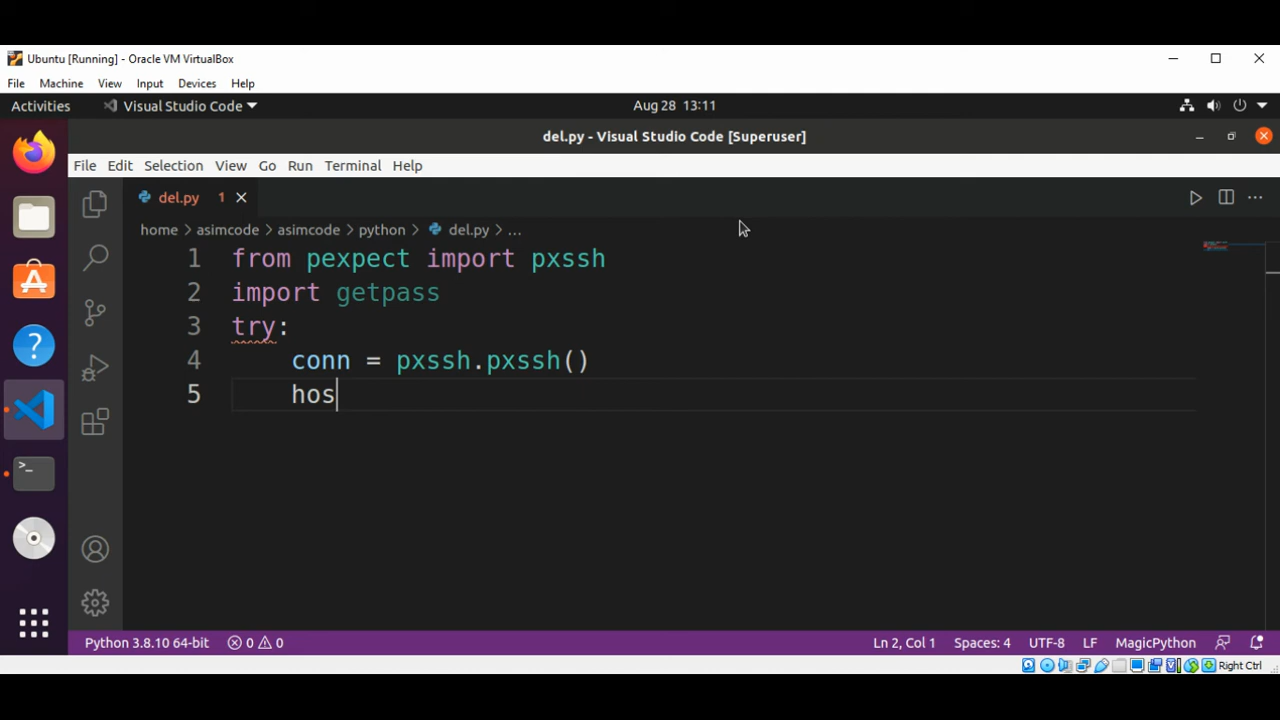 Ubuntu [Running] - Oracle VM VirtualBox
File Machine View Input Devices Help
Activities Visual Studio Code Aug 28 13:11
del.py - Visual Studio Code [Superuser]
File Edit Selection View Go Run Terminal Help
del.py 1
home asimcode asimcode python del.py ...
1 from pexpect import pxssh
2 import getpass
3 try:
4 conn = pxssh.pxssh()
5 hos
Python 3.8.10 64-bit 0 0 Ln 2, Col 1 Spaces: 4 UTF-8 LF MagicPython
Right Ctrl